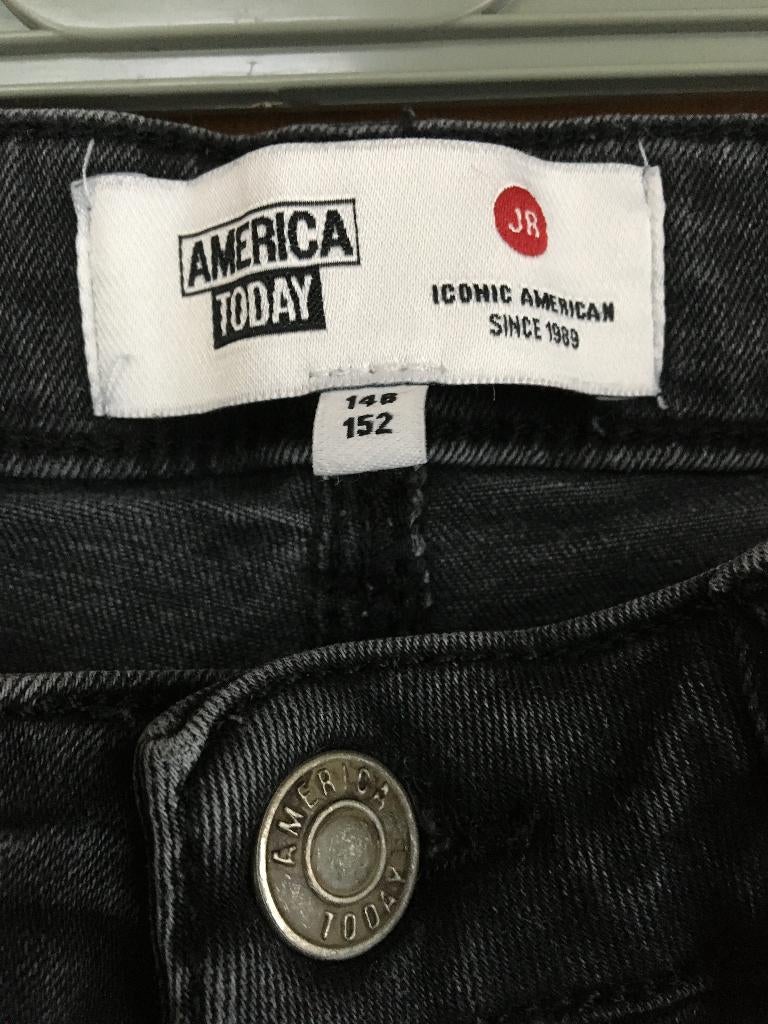 AMERICA
TODAY
JR
ICONIC AMERICAN
SINCE 1989
146
152
AMERICA
TODAY